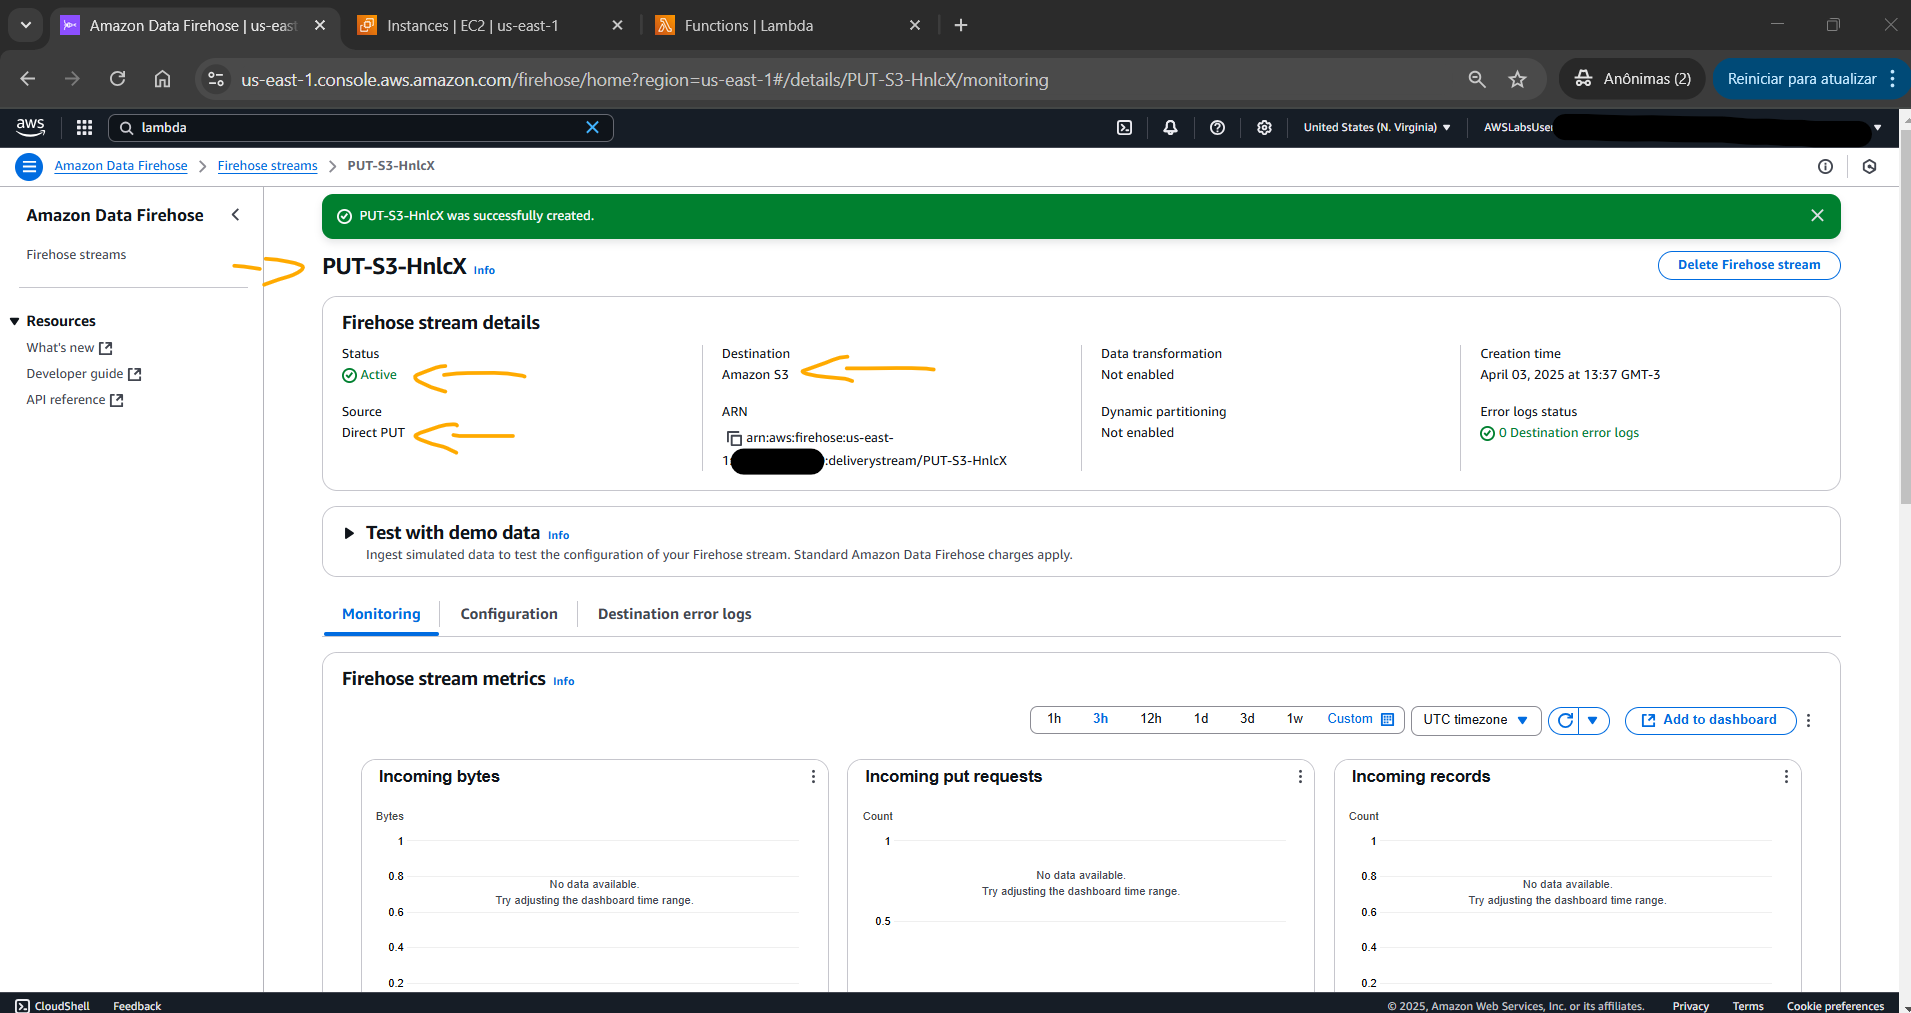 Amazon Data Firehose | us-east
Instances | EC2 | us-east-1
Functions | Lambda
us-east-1.console.aws.amazon.com/firehose/home?region=us-east-1#/details/PUT-S3-HnlcX/monitoring
Anônimas (2)
Reiniciar para atualizar
aws
lambda
United States (N. Virginia)
AWSLabsUser
Amazon Data Firehose
Firehose streams
PUT-S3-HnlcX
Amazon Data Firehose
Firehose streams
Resources
What's new
Developer guide
API reference
PUT-S3-HnlcX was successfully created.
PUT-S3-HnlcX Info
Delete Firehose stream
Firehose stream details
Status
Active
Source
Direct PUT
Destination
Amazon S3
ARN
arn:aws:firehose:us-east-
1:
:deliverystream/PUT-S3-HnlcX
Data transformation
Not enabled
Dynamic partitioning
Not enabled
Creation time
April 03, 2025 at 13:37 GMT-3
Error logs status
0 Destination error logs
Test with demo data Info
Ingest simulated data to test the configuration of your Firehose stream. Standard Amazon Data Firehose charges apply.
Monitoring
Configuration
Destination error logs
Firehose stream metrics Info
1h 3h 12h 1d 3d 1w Custom
UTC timezone
Add to dashboard
Incoming bytes
Bytes
1
0.8
No data available.
Try adjusting the dashboard time range.
0.6
0.4
0.2
Incoming put requests
Count
1
No data available.
Try adjusting the dashboard time range.
0.5
Incoming records
Count
1
0.8
No data available.
Try adjusting the dashboard time range.
0.6
0.4
0.2
CloudShell
Feedback
© 2025, Amazon Web Services, Inc. or its affiliates.
Privacy
Terms
Cookie preferences